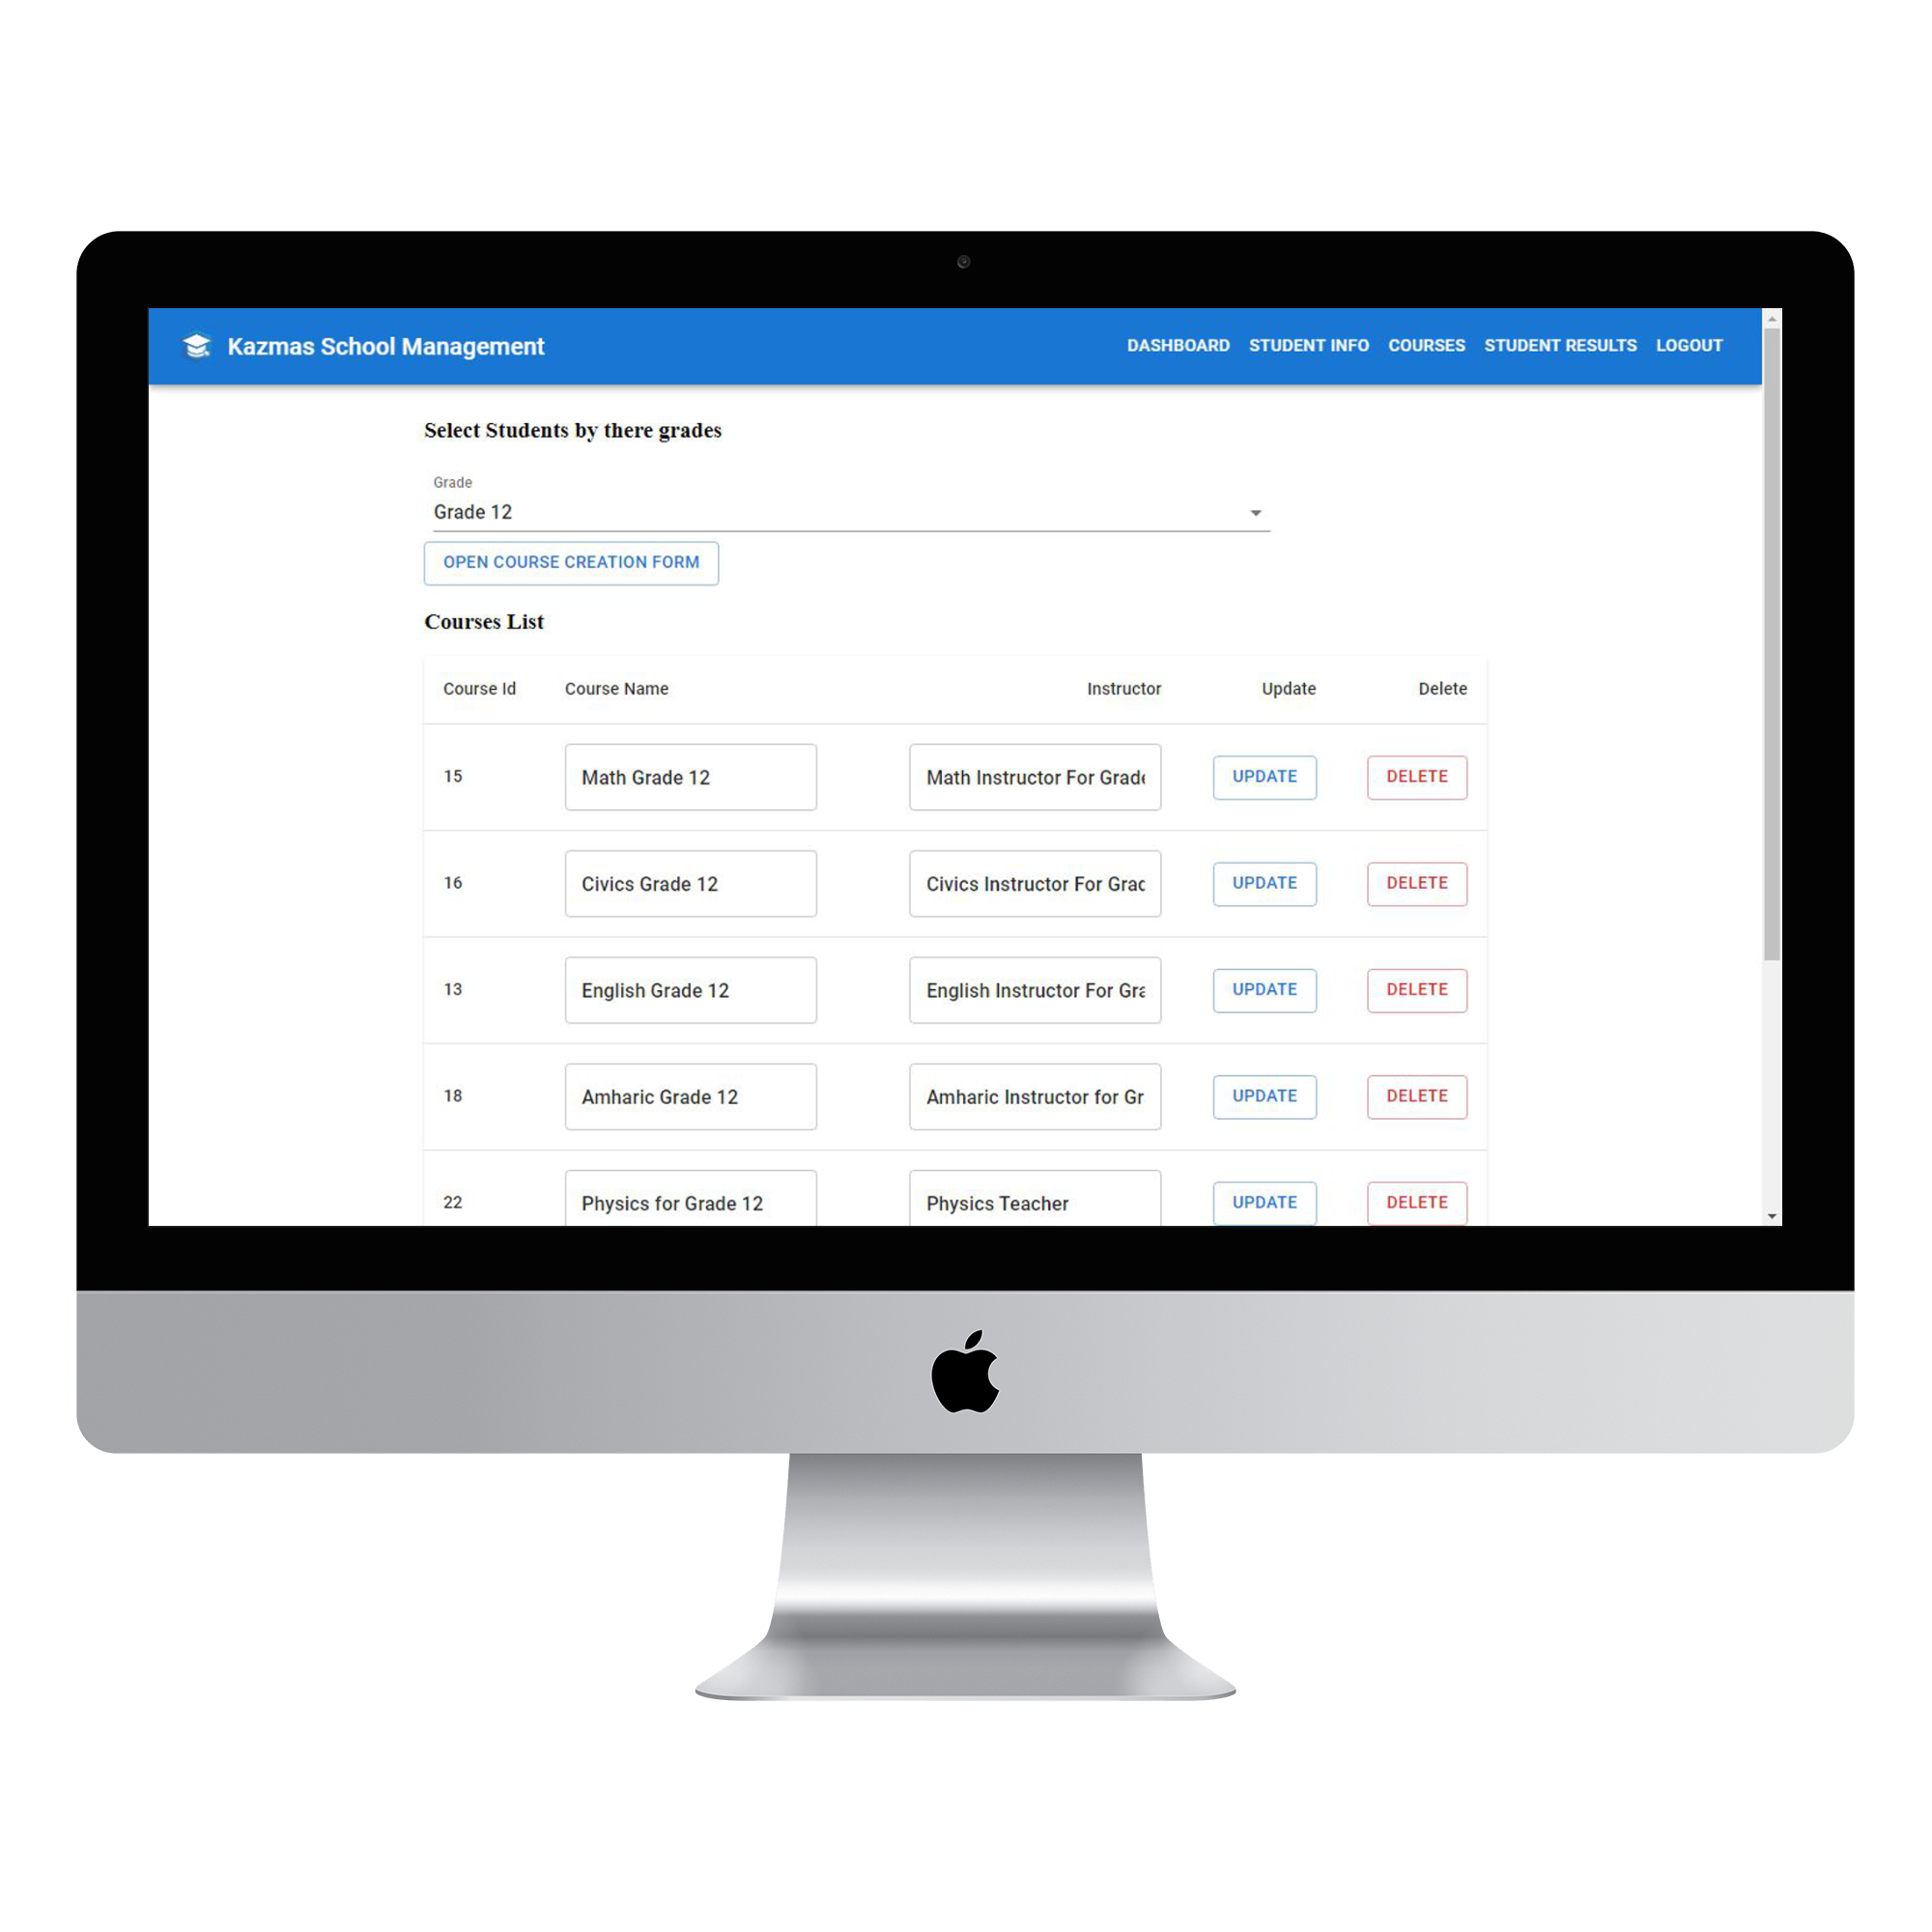 Kazmas School Management DASHBOARD STUDENT INFO COURSES STUDENT RESULTS LOGOUT
Select Students by there grades
Grade
Grade 12
OPEN COURSE CREATION FORM
Courses List
Course Id Course Name Instructor Update Delete
15 Math Grade 12 Math Instructor For Grade UPDATE DELETE
16 Civics Grade 12 Civics Instructor For Grad UPDATE DELETE
13 English Grade 12 English Instructor For Gra UPDATE DELETE
18 Amharic Grade 12 Amharic Instructor for Gr UPDATE DELETE
22 Physics for Grade 12 Physics Teacher UPDATE DELETE